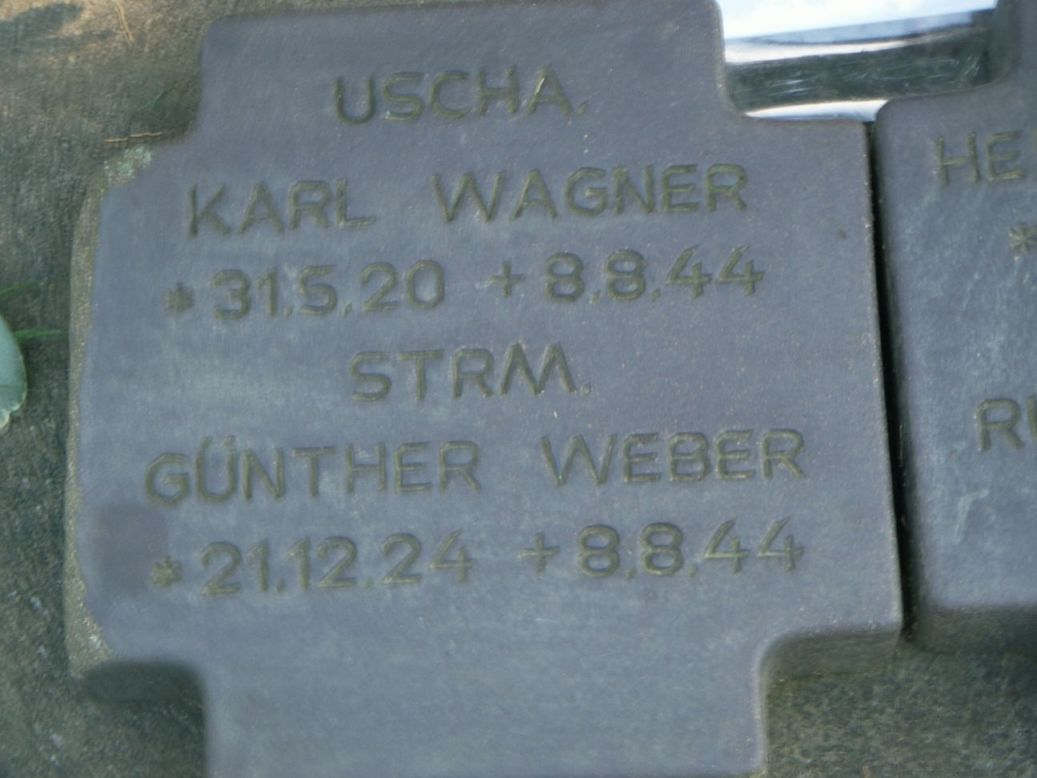 USCHA.
KARL WAGNER
* 31.5.20 + 8.8.44
STRM.
GÜNTHER WEBER
* 21.12.24 + 8.8.44